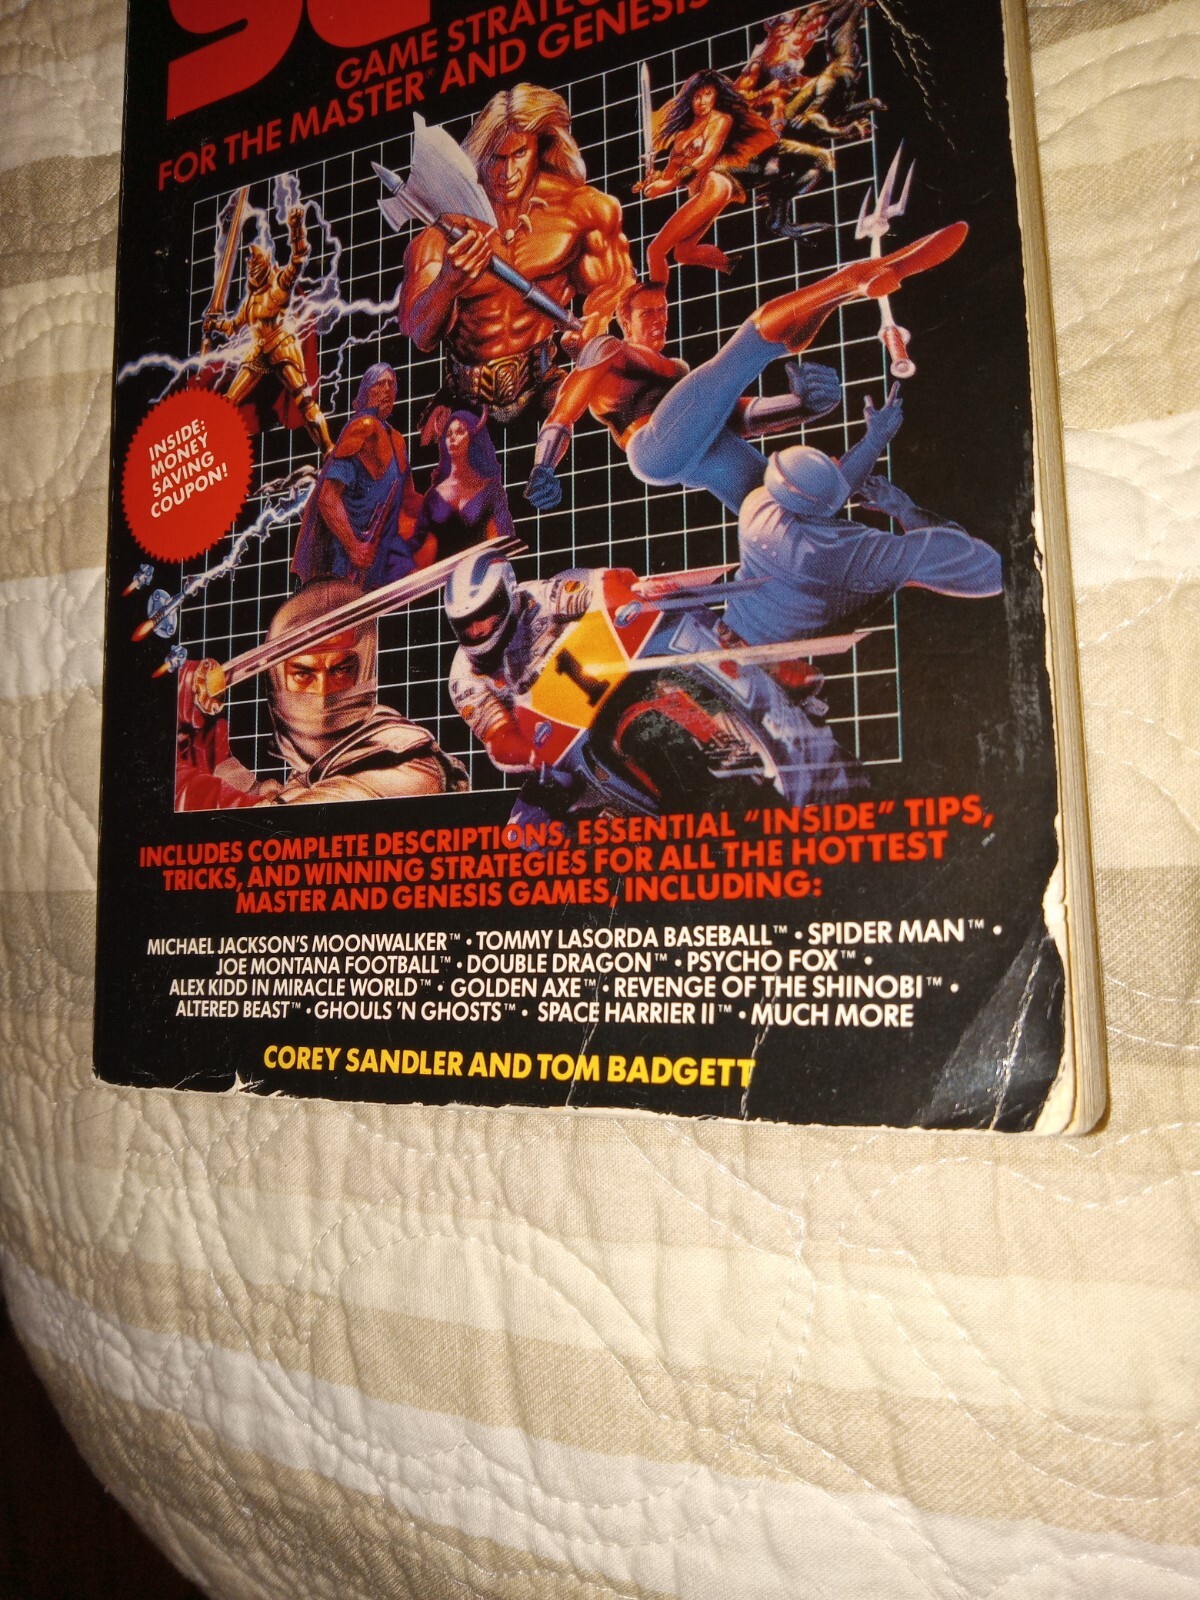 GAME
FOR THE MASTER® AND GENESIS
INSIDE:
MONEY
SAVING
COUPON!
1
INCLUDES COMPLETE DESCRIPTIONS, ESSENTIAL "INSIDE" TIPS,
TRICKS, AND WINNING STRATEGIES FOR ALL THE HOTTEST
MASTER AND GENESIS GAMES, INCLUDING:
MICHAEL JACKSON'S MOONWALKER™ • TOMMY LASORDA BASEBALL™ • SPIDER MAN™ •
JOE MONTANA FOOTBALL™ • DOUBLE DRAGON™ • PSYCHO FOX™ •
ALEX KIDD IN MIRACLE WORLD™ • GOLDEN AXE™ • REVENGE OF THE SHINOBI™ •
ALTERED BEAST™ • GHOULS 'N GHOSTS™ • SPACE HARRIER II™ • MUCH MORE
COREY SANDLER AND TOM BADGETT